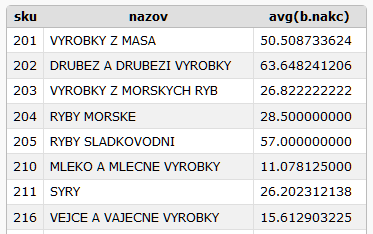 sku nazov avg(b.nakc)
201 VYROBKY Z MASA 50.508733624
202 DRUBEZ A DRUBEZI VYROBKY 63.648241206
203 VYROBKY Z MORSKYCH RYB 26.822222222
204 RYBY MORSKE 28.500000000
205 RYBY SLADKOVODNI 57.000000000
210 MLEKO A MLECNE VYROBKY 11.078125000
211 SYRY 26.202312138
216 VEJCE A VAJECNE VYROBKY 15.612903225